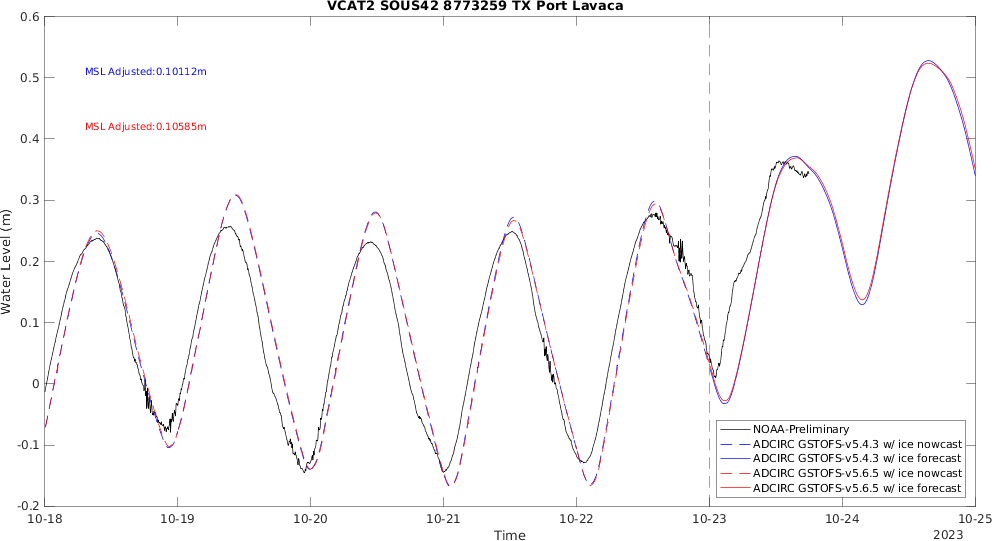 VCAT2 SOUS42 8773259 TX Port Lavaca
0.6
0.5
0.4
0.3
0.2
0.1
0
-0.1
-0.2
Water Level (m)
MSL Adjusted:0.10112m
MSL Adjusted:0.10585m
NOAA-Preliminary
ADCIRC GSTOFS-v5.4.3 w/ ice nowcast
ADCIRC GSTOFS-v5.4.3 w/ ice forecast
ADCIRC GSTOFS-v5.6.5 w/ ice nowcast
ADCIRC GSTOFS-v5.6.5 w/ ice forecast
10-18 10-19 10-20 10-21 10-22 10-23 10-24 10-25
Time
2023